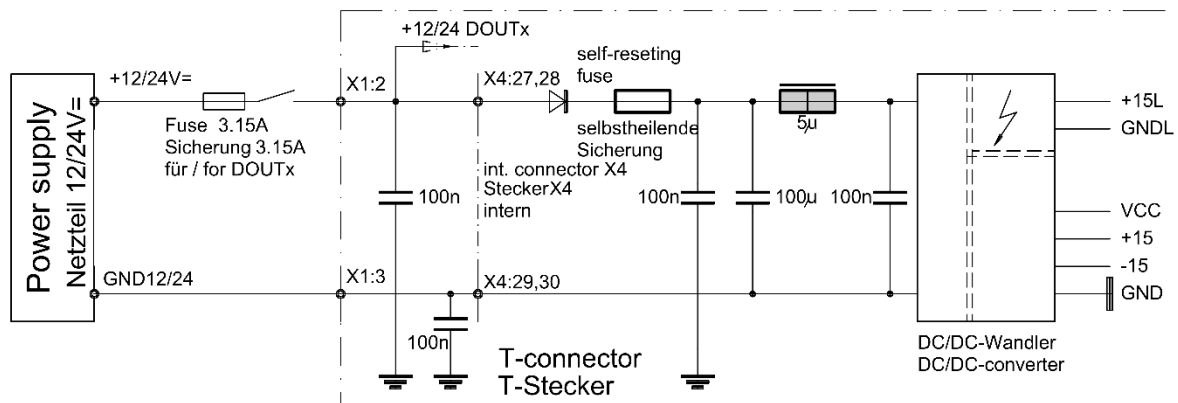 Power supply
Netzteil 12/24V=
+12/24V=
Fuse 3.15A
Sicherung 3.15A
für / for DOUTx
GND12/24
X1:2
X1:3
+12/24 DOUTx
X4:27,28
100n
100n
int. connector X4
SteckerX4
intern
X4:29,30
T-connector
T-Stecker
self-reseting
fuse
selbstheilende
Sicherung
100n
5µ
100µ
100n
DC/DC-Wandler
DC/DC-converter
+15L
GNDL
VCC
+15
-15
GND